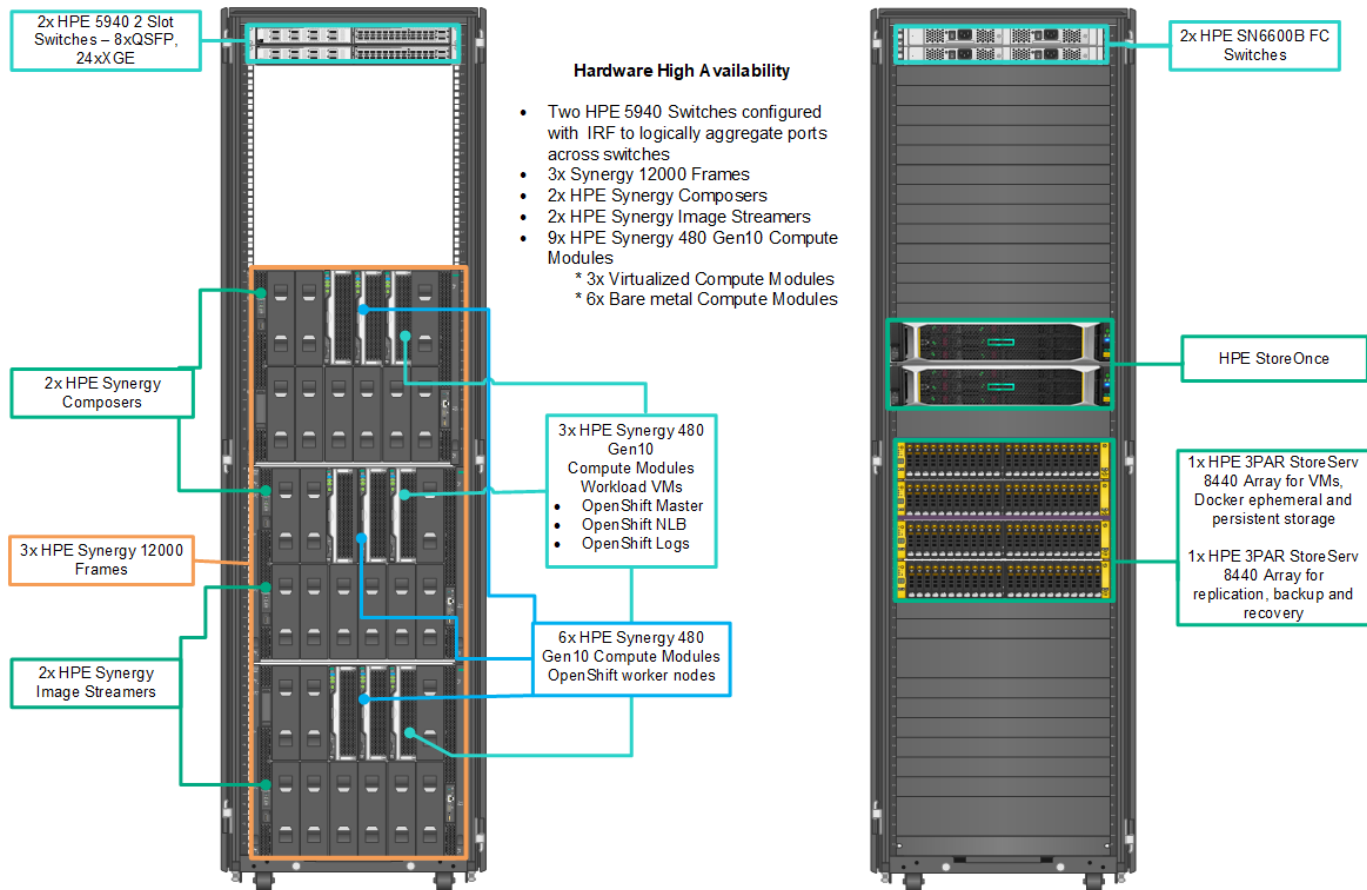 2x HPE 5940 2 Slot
Switches – 8xQSFP,
24xXGE
Hardware High Availability
• Two HPE 5940 Switches configured
with IRF to logically aggregate ports
across switches
• 3x Synergy 12000 Frames
• 2x HPE Synergy Composers
• 2x HPE Synergy Image Streamers
• 9x HPE Synergy 480 Gen10 Compute
Modules
* 3x Virtualized Compute Modules
* 6x Bare metal Compute Modules
2x HPE SN6600B FC
Switches
2x HPE Synergy
Composers
3x HPE Synergy 12000
Frames
2x HPE Synergy
Image Streamers
3x HPE Synergy 480
Gen10
Compute Modules
Workload VMs
• OpenShift Master
• OpenShift NLB
• OpenShift Logs
6x HPE Synergy 480
Gen10 Compute Modules
OpenShift worker nodes
HPE StoreOnce
1x HPE 3PAR StoreServ
8440 Array for VMs,
Docker ephemeral and
persistent storage
1x HPE 3PAR StoreServ
8440 Array for
replication, backup and
recovery